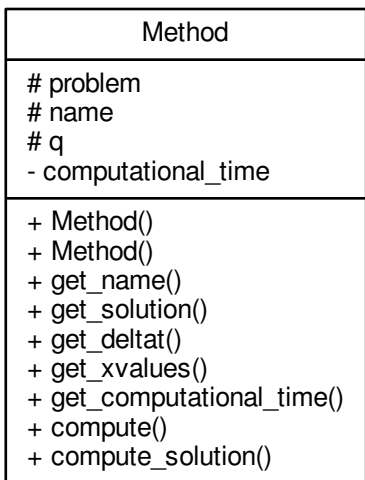 Method
# problem
# name
# q
- computational_time
+ Method()
+ Method()
+ get_name()
+ get_solution()
+ get_deltat()
+ get_xvalues()
+ get_computational_time()
+ compute()
+ compute_solution()